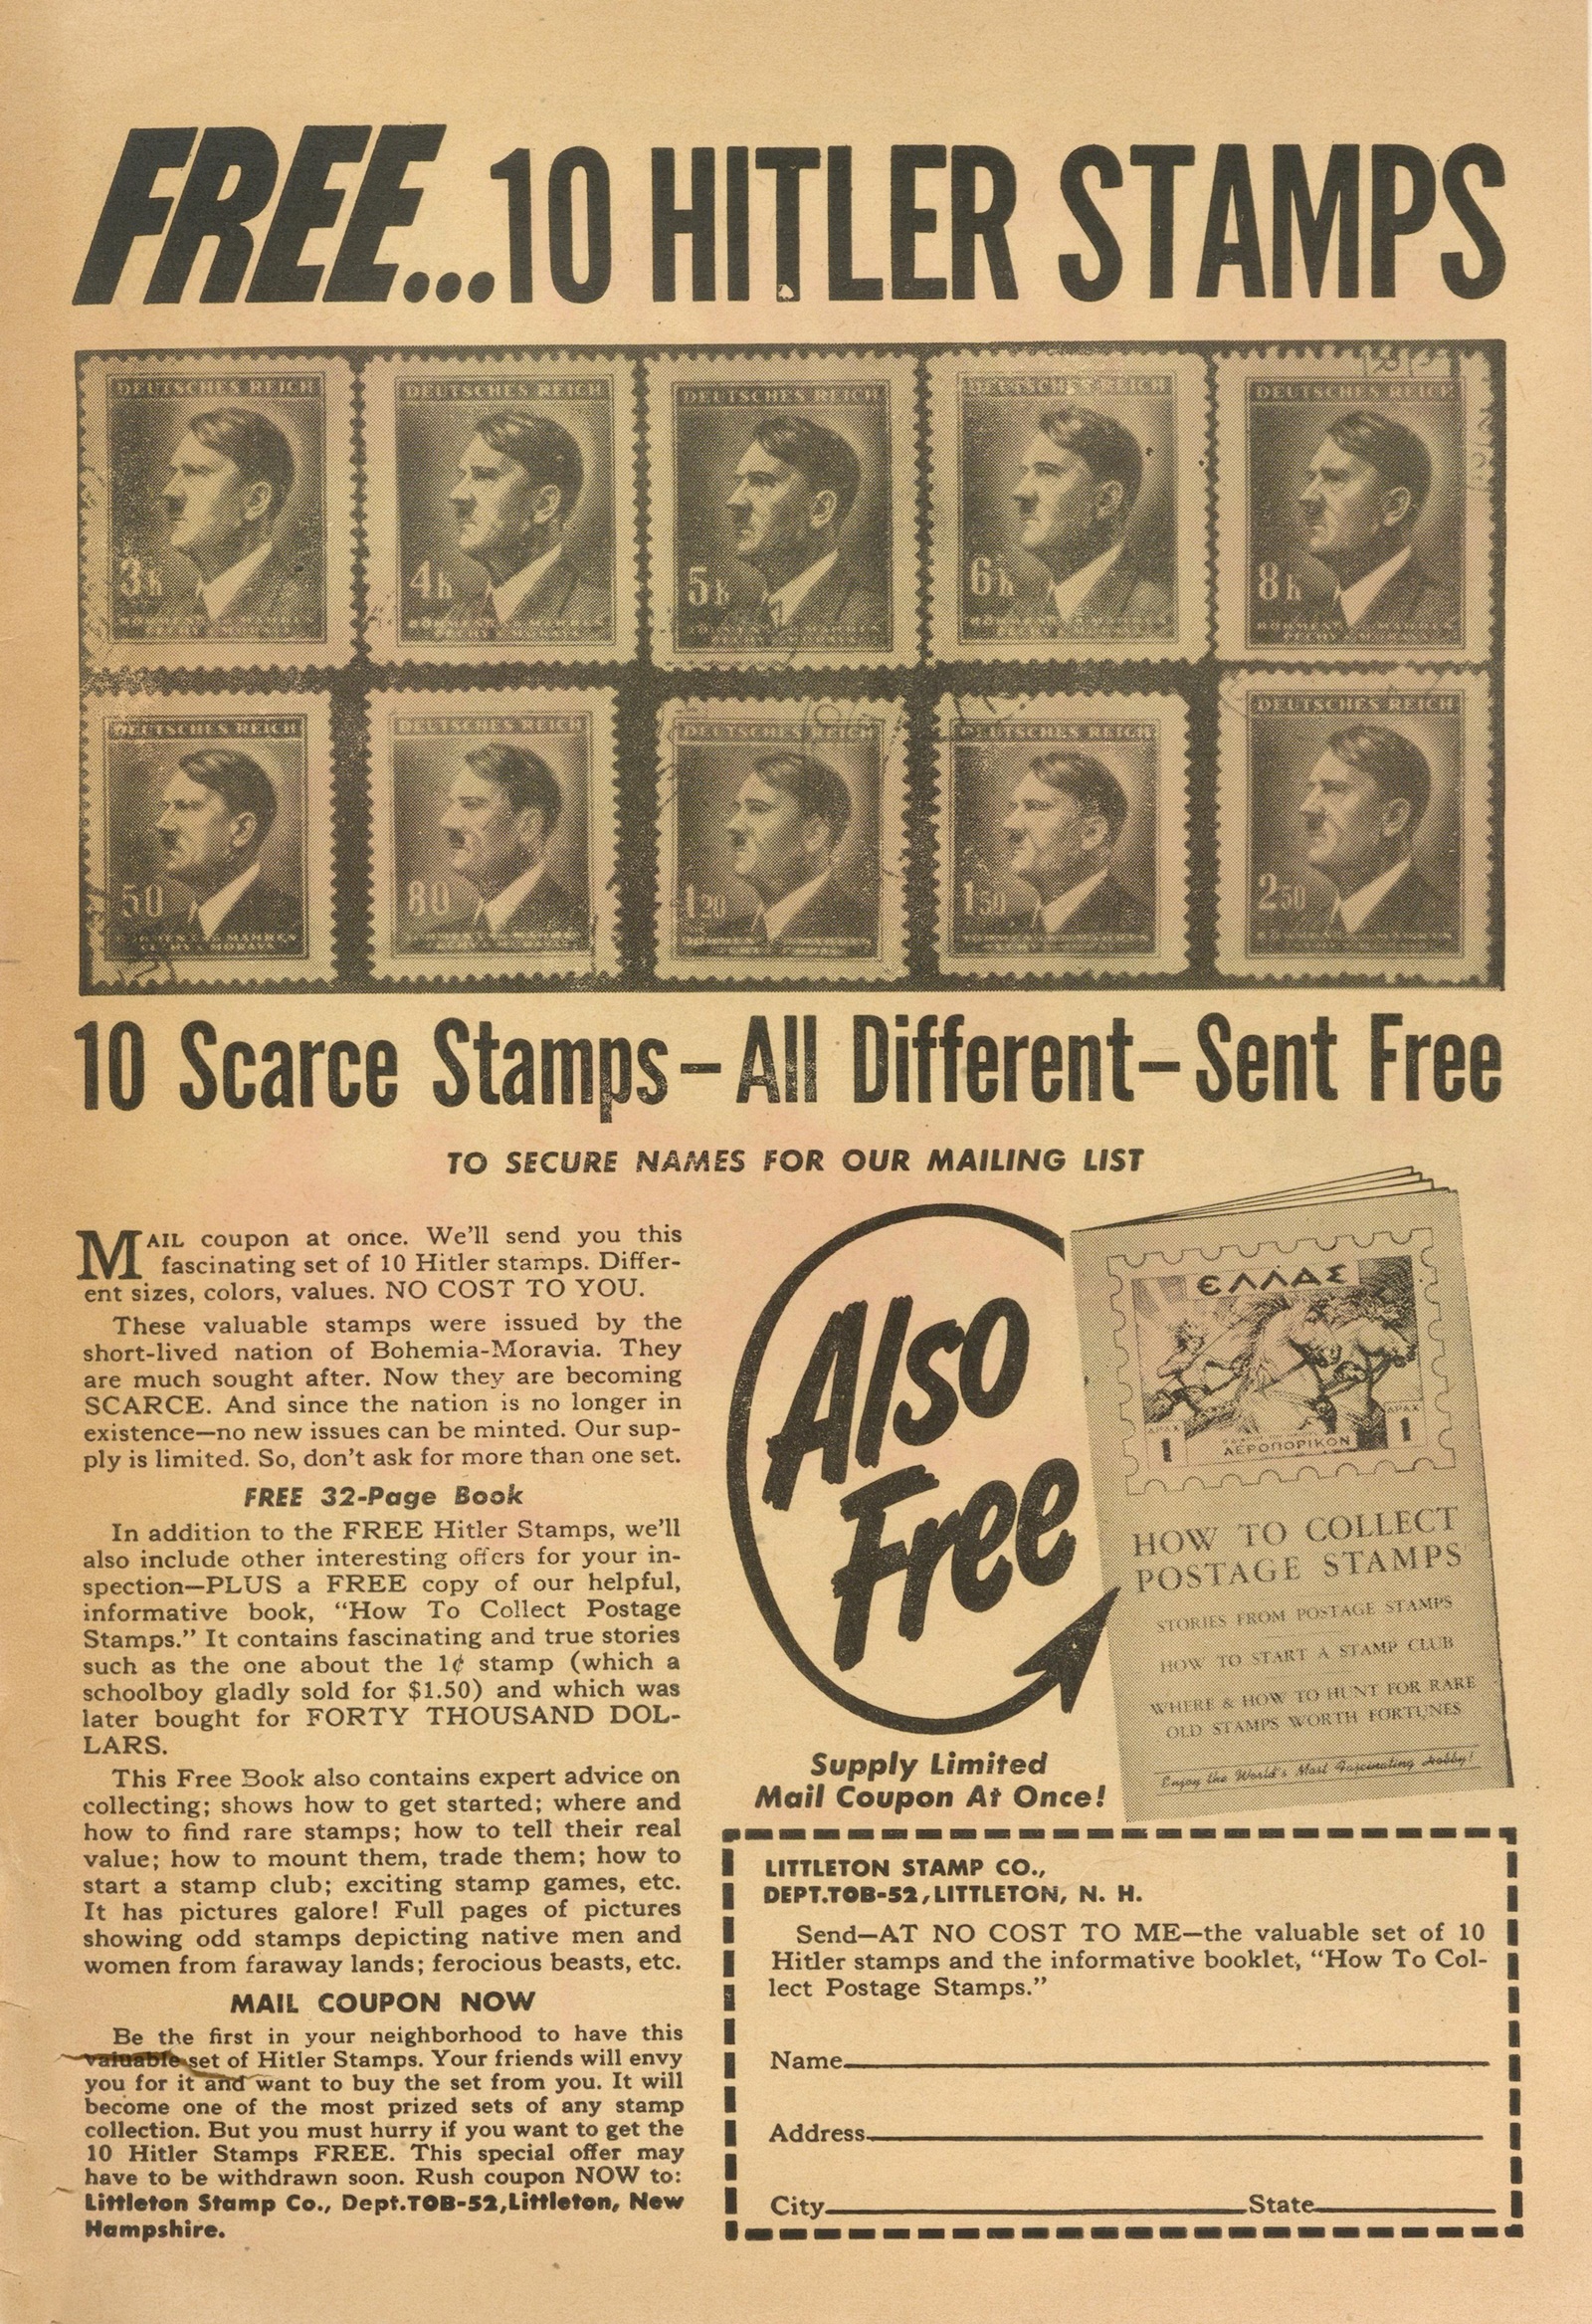 FREE...10 HITLER STAMPS
DEUTSCHES REICH
3h
DEUTSCHES REICH
4h
BÖHMEN u. MÄHREN
ČECHY a MORAVA
DEUTSCHES REICH
5h
DEUTSCHES REICH
6h
DEUTSCHES REICH
8h
BÖHMEN u. MÄHREN
ČECHY a MORAVA
DEUTSCHES REICH
50
DEUTSCHES REICH
80
DEUTSCHES REICH
1 20
DEUTSCHES REICH
1 50
DEUTSCHES REICH
2 50
10 Scarce Stamps – All Different – Sent Free
TO SECURE NAMES FOR OUR MAILING LIST
MAIL coupon at once. We'll send you this
fascinating set of 10 Hitler stamps. Differ-
ent sizes, colors, values. NO COST TO YOU.
These valuable stamps were issued by the
short-lived nation of Bohemia-Moravia. They
are much sought after. Now they are becoming
SCARCE. And since the nation is no longer in
existence—no new issues can be minted. Our sup-
ply is limited. So, don't ask for more than one set.
FREE 32-Page Book
In addition to the FREE Hitler Stamps, we'll
also include other interesting offers for your in-
spection—PLUS a FREE copy of our helpful,
informative book, "How To Collect Postage
Stamps." It contains fascinating and true stories
such as the one about the 1¢ stamp (which a
schoolboy gladly sold for $1.50) and which was
later bought for FORTY THOUSAND DOL-
LARS.
This Free Book also contains expert advice on
collecting; shows how to get started; where and
how to find rare stamps; how to tell their real
value; how to mount them, trade them; how to
start a stamp club; exciting stamp games, etc.
It has pictures galore! Full pages of pictures
showing odd stamps depicting native men and
women from faraway lands; ferocious beasts, etc.
MAIL COUPON NOW
Be the first in your neighborhood to have this
valuable set of Hitler Stamps. Your friends will envy
you for it and want to buy the set from you. It will
become one of the most prized sets of any stamp
collection. But you must hurry if you want to get the
10 Hitler Stamps FREE. This special offer may
have to be withdrawn soon. Rush coupon NOW to:
Littleton Stamp Co., Dept.TOB-52,Littleton, New
Hampshire.
Also
Free
ΕΛΛΑΣ
ΔΡΑΧ
1
ΑΕΡΟΠΟΡΙΚΟΝ
ΔΡΑΧ
1
HOW TO COLLECT
POSTAGE STAMPS
STORIES FROM POSTAGE STAMPS
HOW TO START A STAMP CLUB
WHERE & HOW TO HUNT FOR RARE
OLD STAMPS WORTH FORTUNES
Enjoy the World's Most Fascinating Hobby!
Supply Limited
Mail Coupon At Once!
LITTLETON STAMP CO.,
DEPT.TOB-52,LITTLETON, N. H.
Send—AT NO COST TO ME—the valuable set of 10
Hitler stamps and the informative booklet, "How To Col-
lect Postage Stamps."
Name
Address
City State